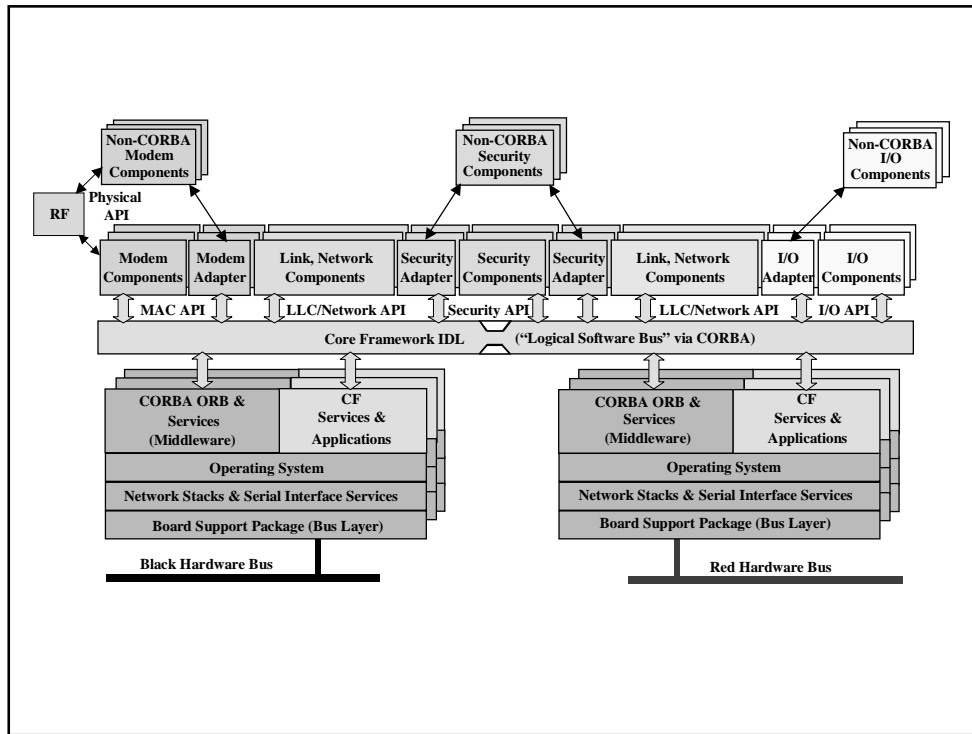 Non-CORBA
Modem
Components
Non-CORBA
Security
Components
Non-CORBA
I/O
Components
RF
Physical
API
Modem
Components
Modem
Adapter
Link, Network
Components
Security
Adapter
Security
Components
Security
Adapter
Link, Network
Components
I/O
Adapter
I/O
Components
MAC API
LLC/Network API
Security API
LLC/Network API
I/O API
Core Framework IDL
(“Logical Software Bus” via CORBA)
CORBA ORB &
Services
(Middleware)
CF
Services &
Applications
Operating System
Network Stacks & Serial Interface Services
Board Support Package (Bus Layer)
Black Hardware Bus
CORBA ORB &
Services
(Middleware)
CF
Services &
Applications
Operating System
Network Stacks & Serial Interface Services
Board Support Package (Bus Layer)
Red Hardware Bus